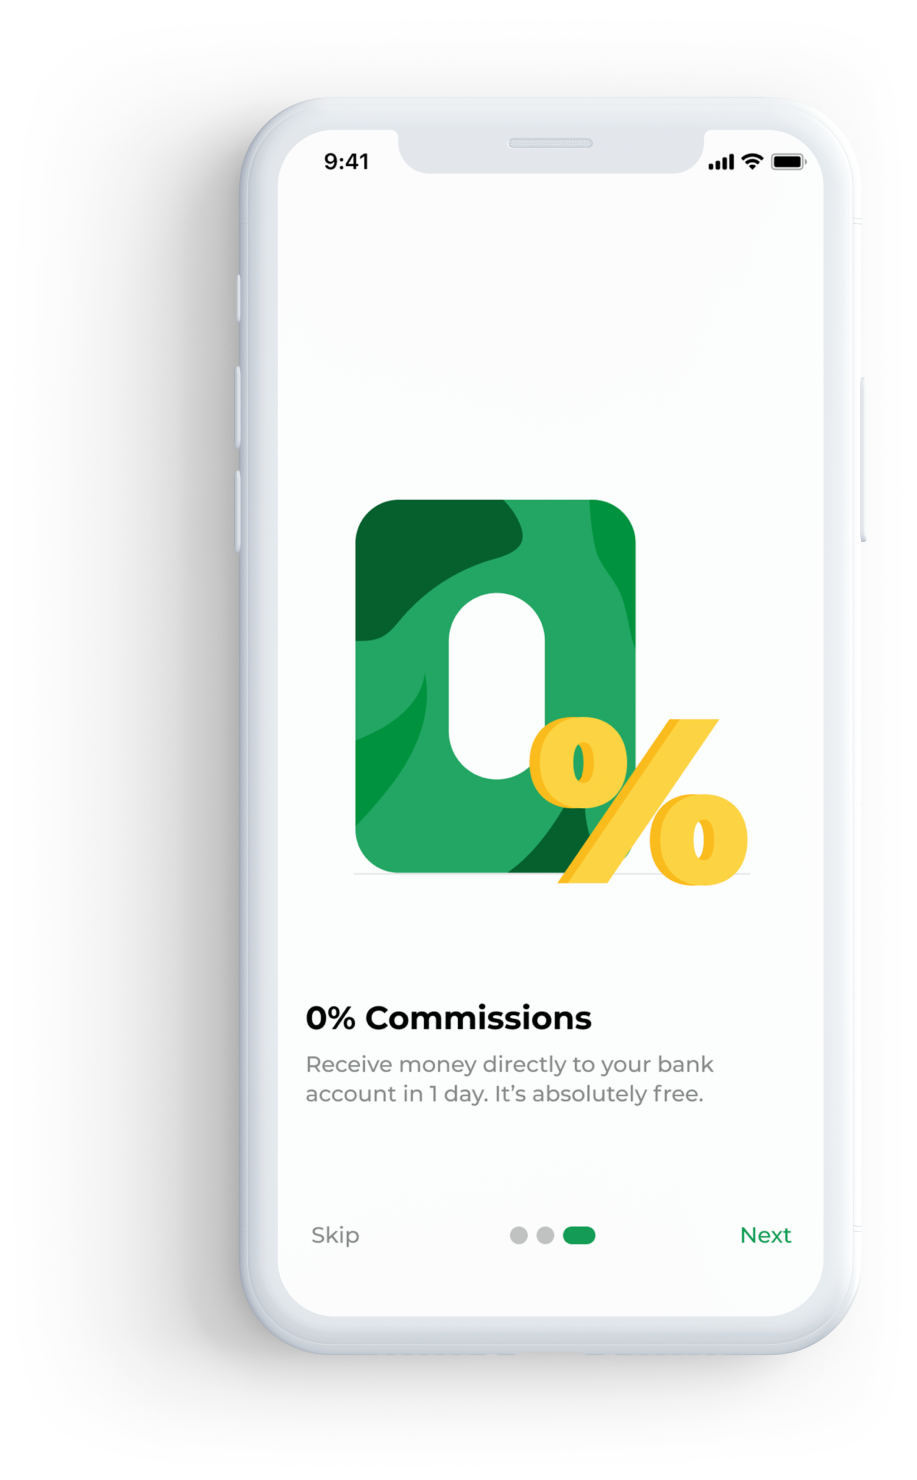 9:41
0%
0% Commissions
Receive money directly to your bank
account in 1 day. It’s absolutely free.
Skip
Next